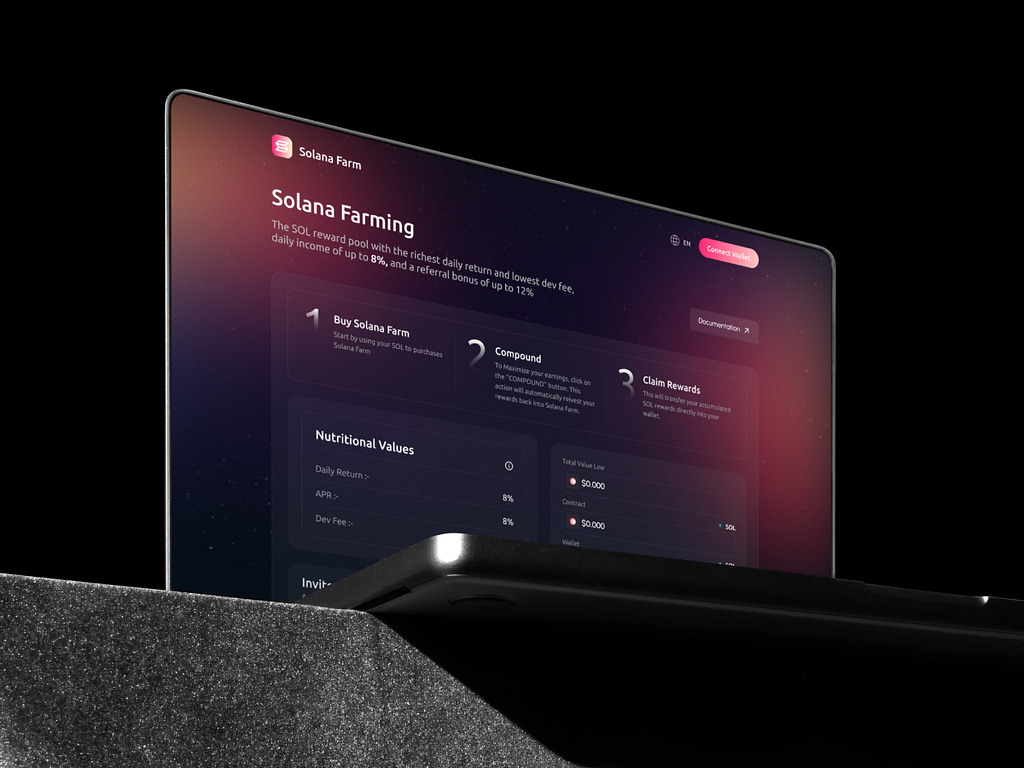 Solana Farm
EN
Connect Wallet
Solana Farming
The SOL reward pool with the richest daily return and lowest dev fee,
daily income of up to 8%, and a referral bonus of up to 12%
Documentation
1
Buy Solana Farm
Start by using your SOL to purchases
Solana Farm
2
Compound
To Maximize your earnings, click on
the "COMPOUND" button. This
action will automatically reivest your
rewards back into Solana Farm.
3
Claim Rewards
This will transfer your accumulated
SOL rewards directly into your
wallet.
Nutritional Values
Daily Return :-
APR :-
8%
Dev Fee :-
8%
Total Value Law
$0.000
Contract
$0.000
SOL
Wallet
Invite